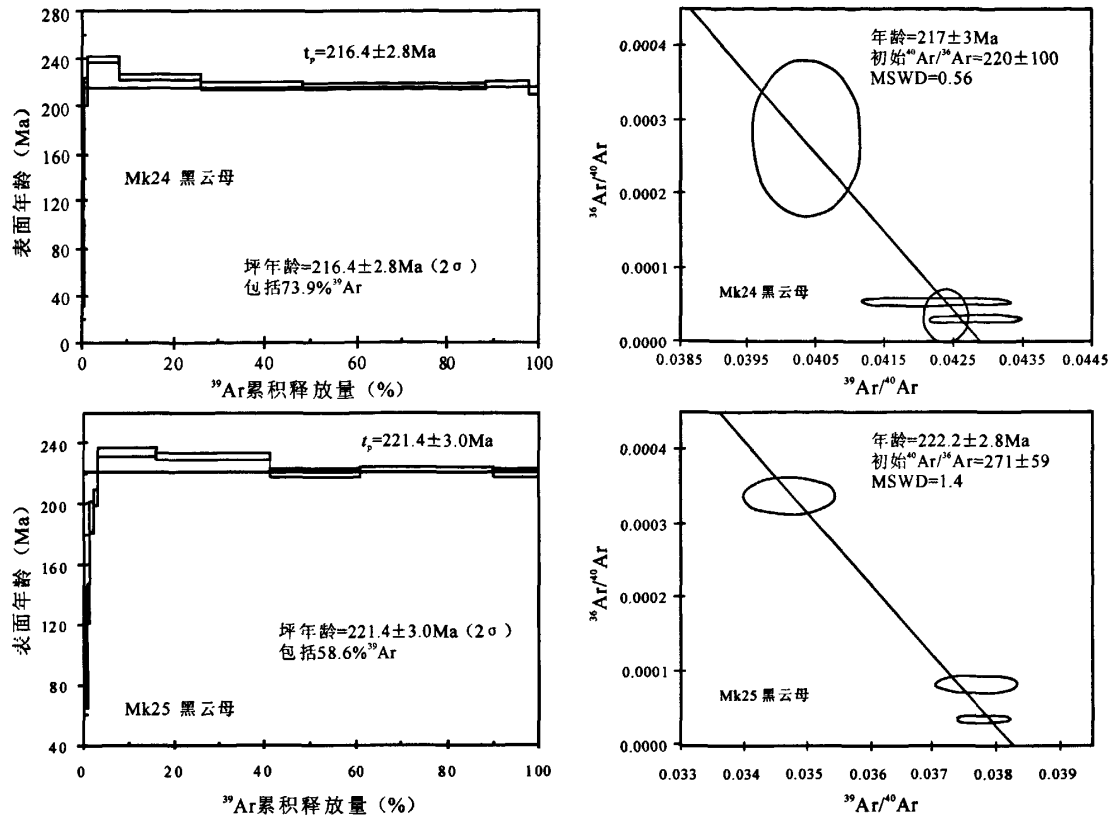 280
240
200
160
120
80
40
0
表面年龄（Ma）
tp=216.4±2.8Ma
Mk24 黑云母
坪年龄=216.4±2.8Ma（2σ）
包括73.9%³⁹Ar
0 20 40 60 80 100
³⁹Ar累积释放量（%）
0.0004
0.0003
0.0002
0.0001
0.0000
³⁶Ar/⁴⁰Ar
年龄=217±3Ma
初始⁴⁰Ar/³⁶Ar=220±100
MSWD=0.56
Mk24 黑云母
0.0385 0.0395 0.0405 0.0415 0.0425 0.0435 0.0445
³⁹Ar/⁴⁰Ar
240
200
160
120
80
40
表面年龄（Ma）
tp=221.4±3.0Ma
坪年龄=221.4±3.0Ma（2σ）
包括58.6%³⁹Ar
Mk25 黑云母
0 20 40 60 80 100
³⁹Ar累积释放量（%）
0.0004
0.0003
0.0002
0.0001
0.0000
³⁶Ar/⁴⁰Ar
年龄=222.2±2.8Ma
初始⁴⁰Ar/³⁶Ar=271±59
MSWD=1.4
Mk25 黑云母
0.033 0.034 0.035 0.036 0.037 0.038 0.039
³⁹Ar/⁴⁰Ar